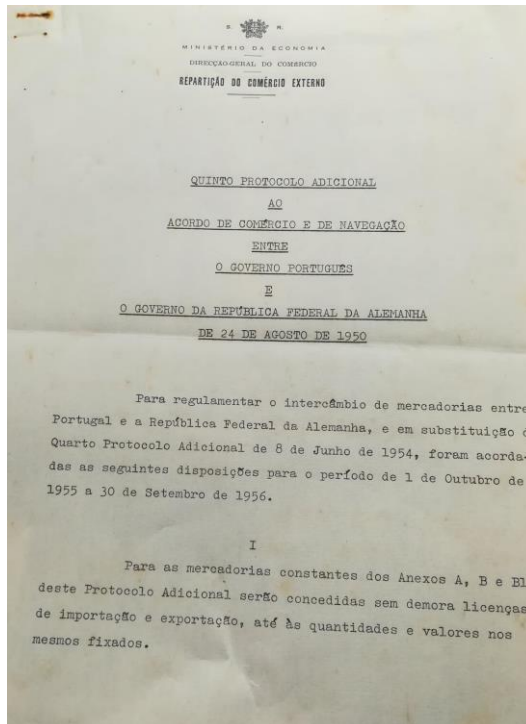 S. R.
MINISTÉRIO DA ECONOMIA
DIRECÇÃO-GERAL DO COMÉRCIO
REPARTIÇÃO DO COMÉRCIO EXTERNO
QUINTO PROTOCOLO ADICIONAL
AO
ACORDO DE COMÉRCIO E DE NAVEGAÇÃO
ENTRE
O GOVERNO PORTUGUÊS
E
O GOVERNO DA REPÚBLICA FEDERAL DA ALEMANHA
DE 24 DE AGOSTO DE 1950
Para regulamentar o intercâmbio de mercadorias entre
Portugal e a República Federal da Alemanha, e em substituição d
Quarto Protocolo Adicional de 8 de Junho de 1954, foram acorda-
das as seguintes disposições para o período de 1 de Outubro de
1955 a 30 de Setembro de 1956.
I
Para as mercadorias constantes dos Anexos A, B e B1
deste Protocolo Adicional serão concedidas sem demora licenças
de importação e exportação, até às quantidades e valores nos
mesmos fixados.